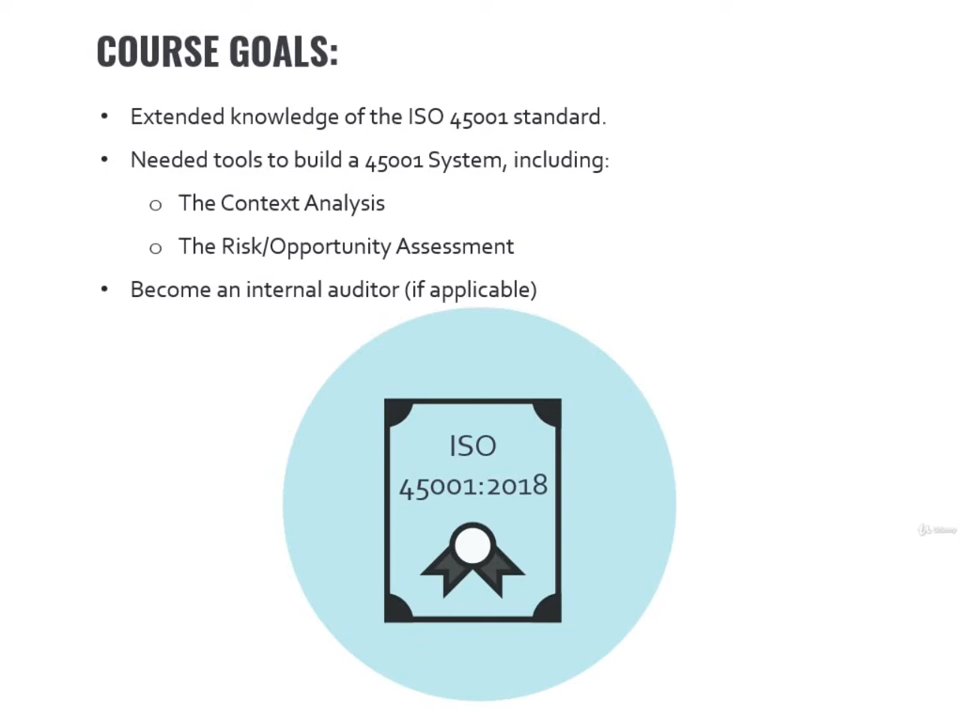 COURSE GOALS:
• Extended knowledge of the ISO 45001 standard.
• Needed tools to build a 45001 System, including:
o The Context Analysis
o The Risk/Opportunity Assessment
• Become an internal auditor (if applicable)
ISO
45001:2018
Udemy